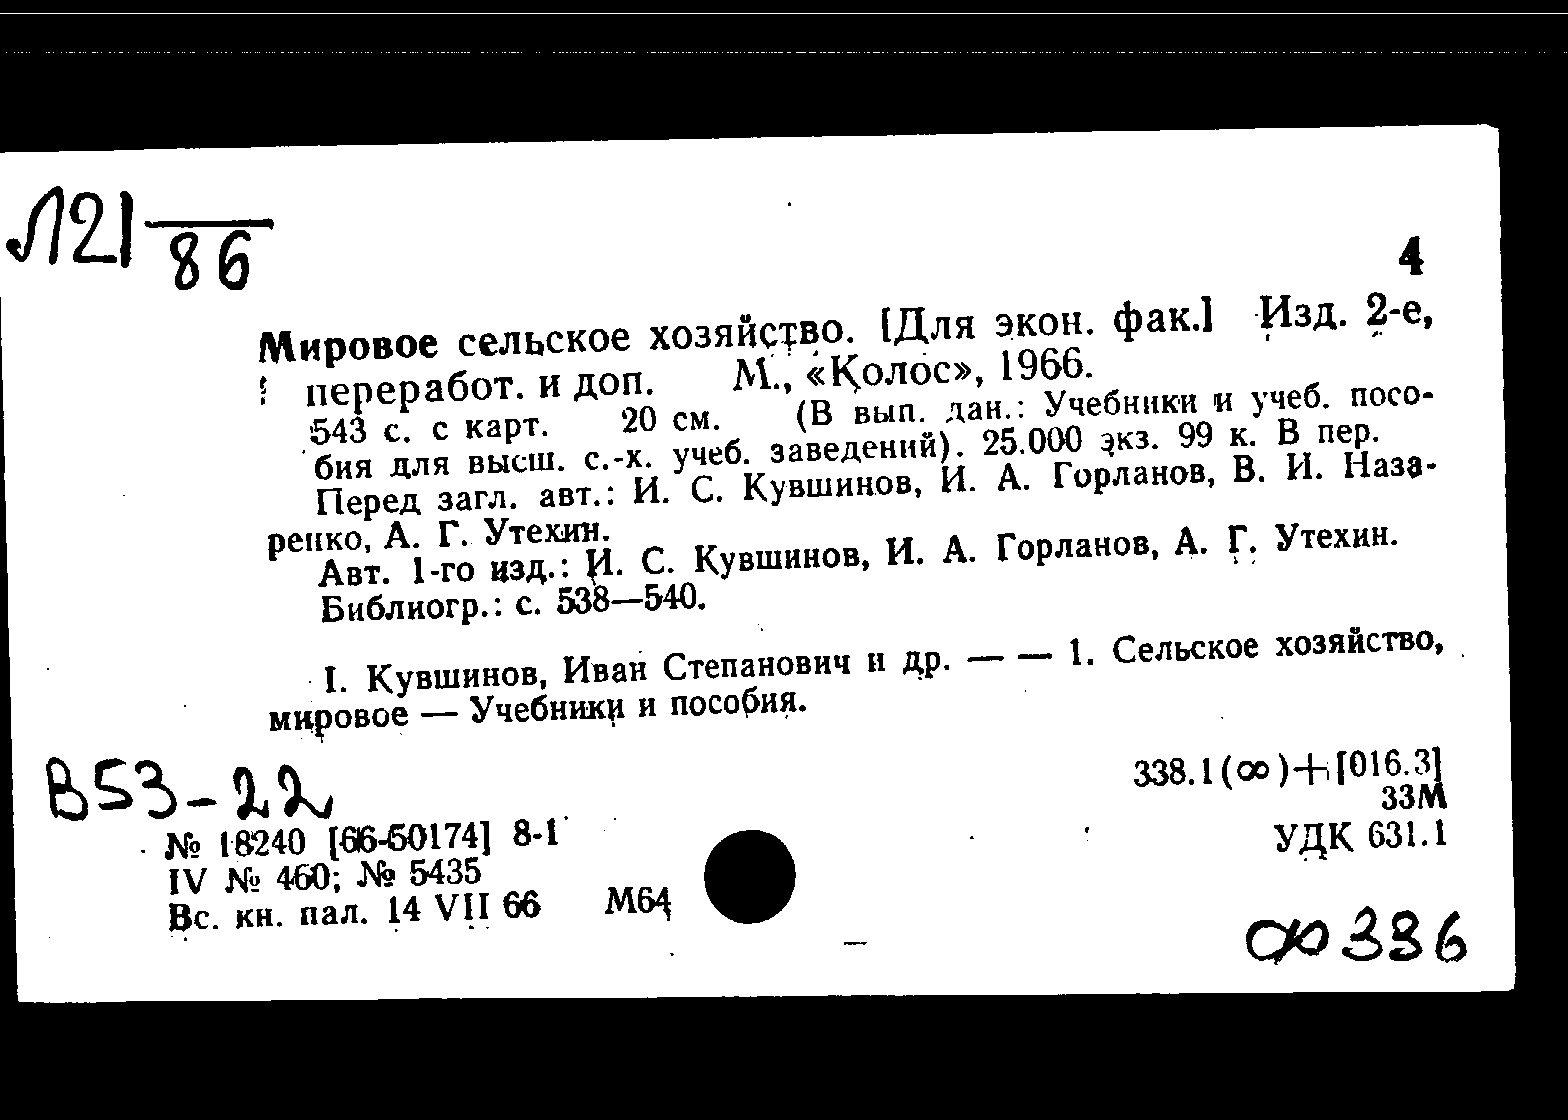 Л21
86
4
Мировое сельское хозяйство. [Для экон. фак.] Изд. 2-е,
переработ. и доп. М., «Колос», 1966.
543 с. с карт. 20 см. (В вып. дан.: Учебники и учеб. посо-
бия для высш. с.-х. учеб. заведений). 25.000 экз. 99 к. В пер.
Перед загл. авт.: И. С. Кувшинов, И. А. Горланов, В. И. Наза-
ренко, А. Г. Утехин.
Авт. 1-го изд.: И. С. Кувшинов, И. А. Горланов, А. Г. Утехин.
Библиогр.: с. 538—540.
I. Кувшинов, Иван Степанович и др. — — 1. Сельское хозяйство,
мировое — Учебники и пособия.
338.1(∞)+[016.3]
33М
В53-22
№ 18240 [66-50174] 8-1
УДК 631.1
IV № 460; № 5435
Вс. кн. пал. 14 VII 66 М64
∞336